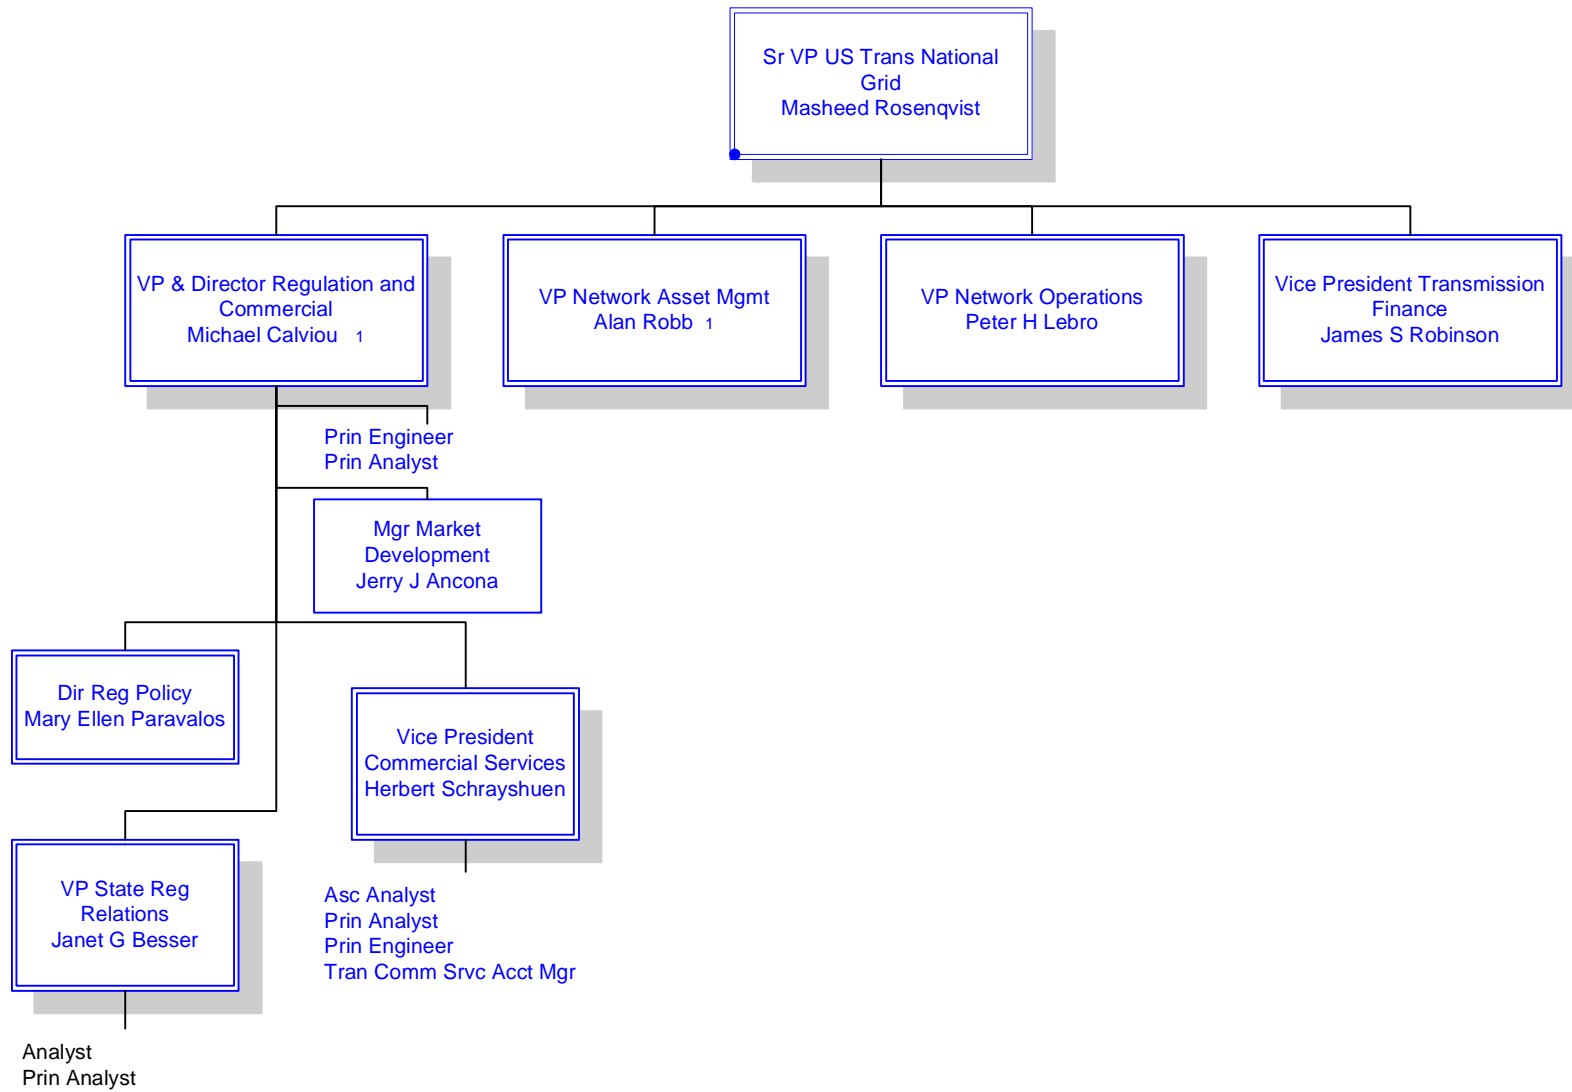 Sr VP US Trans National
Grid
Masheed Rosenqvist
VP & Director Regulation and
Commercial
Michael Calviou 1
VP Network Asset Mgmt
Alan Robb 1
VP Network Operations
Peter H Lebro
Vice President Transmission
Finance
James S Robinson
Prin Engineer
Prin Analyst
Mgr Market
Development
Jerry J Ancona
Dir Reg Policy
Mary Ellen Paravalos
Vice President
Commercial Services
Herbert Schrayshuen
VP State Reg
Relations
Janet G Besser
Asc Analyst
Prin Analyst
Prin Engineer
Tran Comm Srvc Acct Mgr
Analyst
Prin Analyst